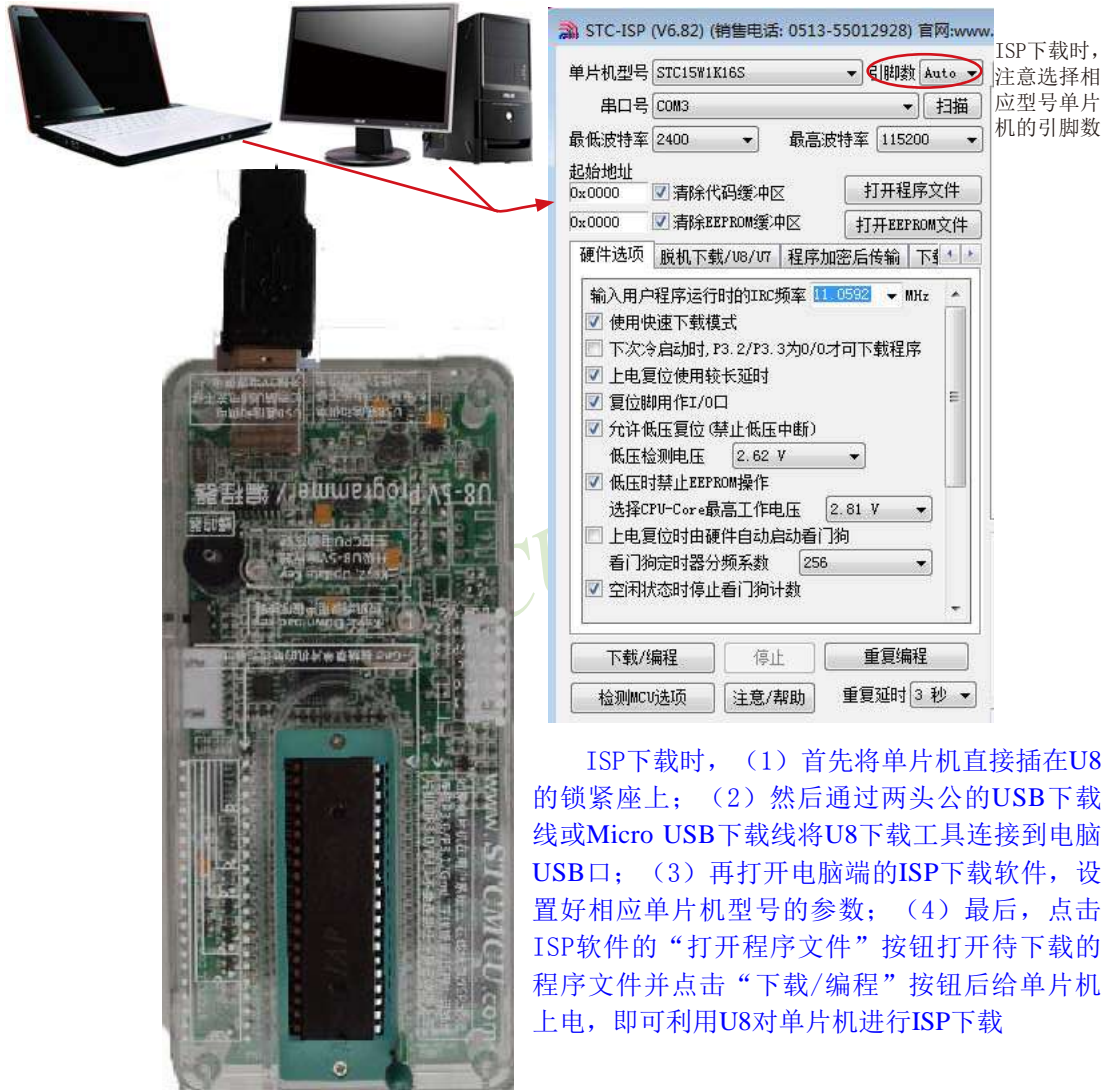 STC-ISP (V6.82) (销售电话: 0513-55012928) 官网:www.
单片机型号 STC15W1K16S 引脚数 Auto
串口号 COM3 扫描
最低波特率 2400 最高波特率 115200
起始地址
0x0000 清除代码缓冲区 打开程序文件
0x0000 清除EEPROM缓冲区 打开EEPROM文件
硬件选项 脱机下载/U8/U7 程序加密后传输
输入用户程序运行时的IRC频率 11.0592 MHz
使用快速下载模式
下次冷启动时,P3.2/P3.3为0/0才可下载程序
上电复位使用较长延时
复位脚用作I/O口
允许低压复位(禁止低压中断)
低压检测电压 2.62 V
低压时禁止EEPROM操作
选择CPU-Core最高工作电压 2.81 V
上电复位时由硬件自动启动看门狗
看门狗定时器分频系数 256
空闲状态时停止看门狗计数
下载/编程 停止 重复编程
检测MCU选项 注意/帮助 重复延时 3 秒
ISP下载时，
注意选择相
应型号单片
机的引脚数
U8-5V Programmer / 编程器
www.STCMCU.com
ISP下载时，（1）首先将单片机直接插在U8
的锁紧座上；（2）然后通过两头公的USB下载
线或Micro USB下载线将U8下载工具连接到电脑
USB口；（3）再打开电脑端的ISP下载软件，设
置好相应单片机型号的参数；（4）最后，点击
ISP软件的“打开程序文件”按钮打开待下载的
程序文件并点击“下载/编程”按钮后给单片机
上电，即可利用U8对单片机进行ISP下载